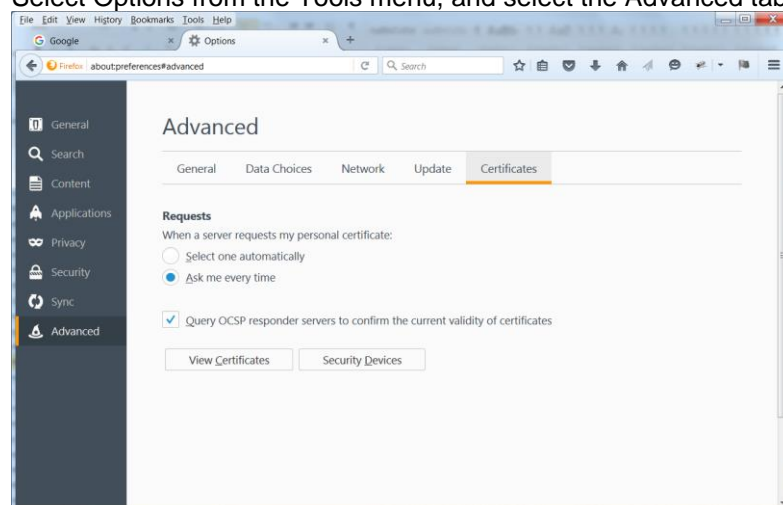 Select Options from the Tools menu, and select the Advanced tab
File Edit View History Bookmarks Tools Help
Google × Options × +
Firefox about:preferences#advanced Search
General
Search
Content
Applications
Privacy
Security
Sync
Advanced
Advanced
General Data Choices Network Update Certificates
Requests
When a server requests my personal certificate:
Select one automatically
Ask me every time
Query OCSP responder servers to confirm the current validity of certificates
View Certificates Security Devices